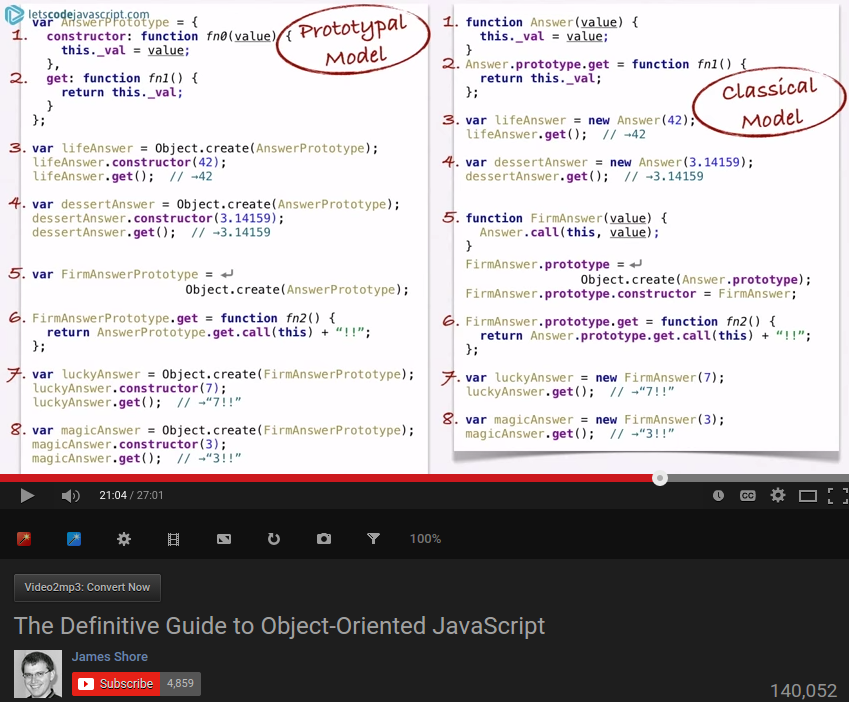 letscodejavascript.com
var AnswerPrototype = {
1. constructor: function fn0(value) {
this._val = value;
},
2. get: function fn1() {
return this._val;
}
};
3. var lifeAnswer = Object.create(AnswerPrototype);
lifeAnswer.constructor(42);
lifeAnswer.get();  // →42
4. var dessertAnswer = Object.create(AnswerPrototype);
dessertAnswer.constructor(3.14159);
dessertAnswer.get();  // →3.14159
5. var FirmAnswerPrototype = ↵
Object.create(AnswerPrototype);
6. FirmAnswerPrototype.get = function fn2() {
return AnswerPrototype.get.call(this) + “!!”;
};
7. var luckyAnswer = Object.create(FirmAnswerPrototype);
luckyAnswer.constructor(7);
luckyAnswer.get();  // →“7!!”
8. var magicAnswer = Object.create(FirmAnswerPrototype);
magicAnswer.constructor(3);
magicAnswer.get();  // →“3!!”
Prototypal
Model
1. function Answer(value) {
this._val = value;
}
2. Answer.prototype.get = function fn1() {
return this._val;
};
Classical
Model
3. var lifeAnswer = new Answer(42);
lifeAnswer.get();  // →42
4. var dessertAnswer = new Answer(3.14159);
dessertAnswer.get();  // →3.14159
5. function FirmAnswer(value) {
Answer.call(this, value);
}
FirmAnswer.prototype = ↵
Object.create(Answer.prototype);
FirmAnswer.prototype.constructor = FirmAnswer;
6. FirmAnswer.prototype.get = function fn2() {
return Answer.prototype.get.call(this) + “!!”;
};
7. var luckyAnswer = new FirmAnswer(7);
luckyAnswer.get();  // →“7!!”
8. var magicAnswer = new FirmAnswer(3);
magicAnswer.get();  // →“3!!”
21:04 / 27:01
CC
100%
Video2mp3: Convert Now
The Definitive Guide to Object-Oriented JavaScript
James Shore
Subscribe 4,859
140,052